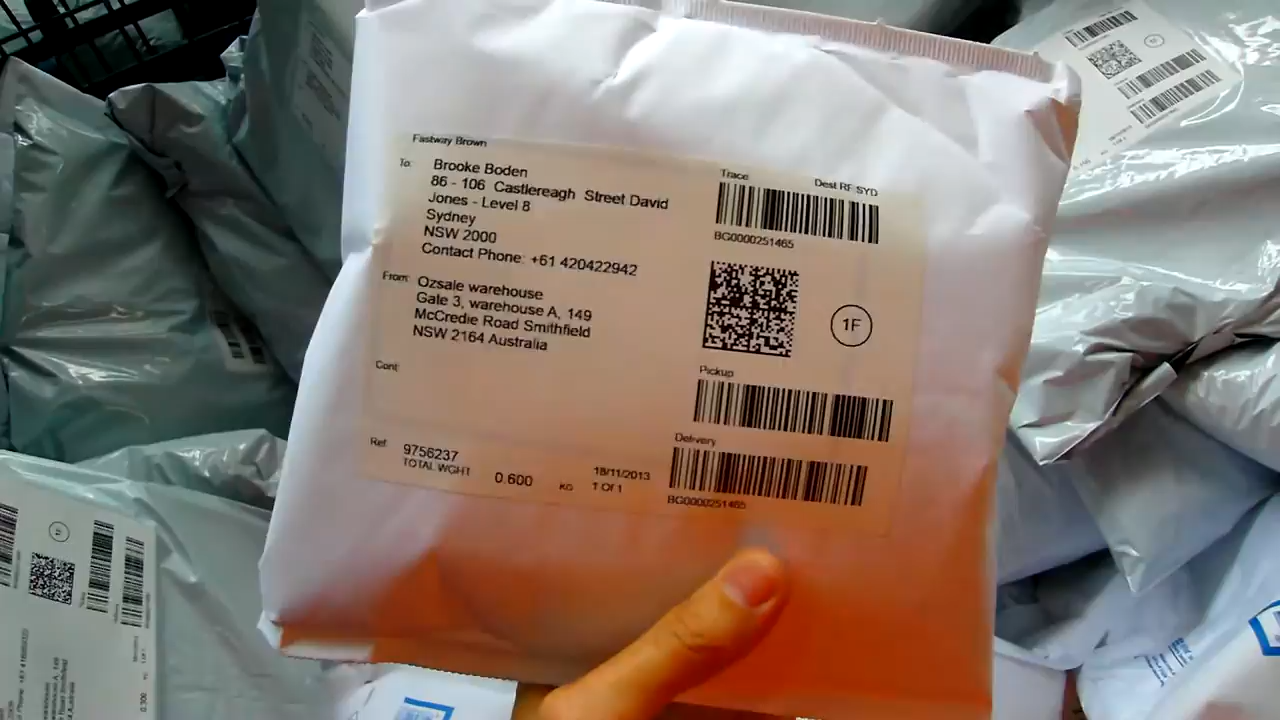 Fastway Brown
To: Brooke Boden
86 - 106 Castlereagh Street David
Jones - Level 8
Sydney
NSW 2000
Contact Phone: +61 420422942
From: Ozsale warehouse
Gate 3, warehouse A, 149
McCredie Road Smithfield
NSW 2164 Australia
Cont:
Ref: 9756237
TOTAL WGHT 0.600 KG
18/11/2013
1 Of 1
Trace Dest RF SYD
BG0000251465
1F
Pickup
Delivery
BG0000251465